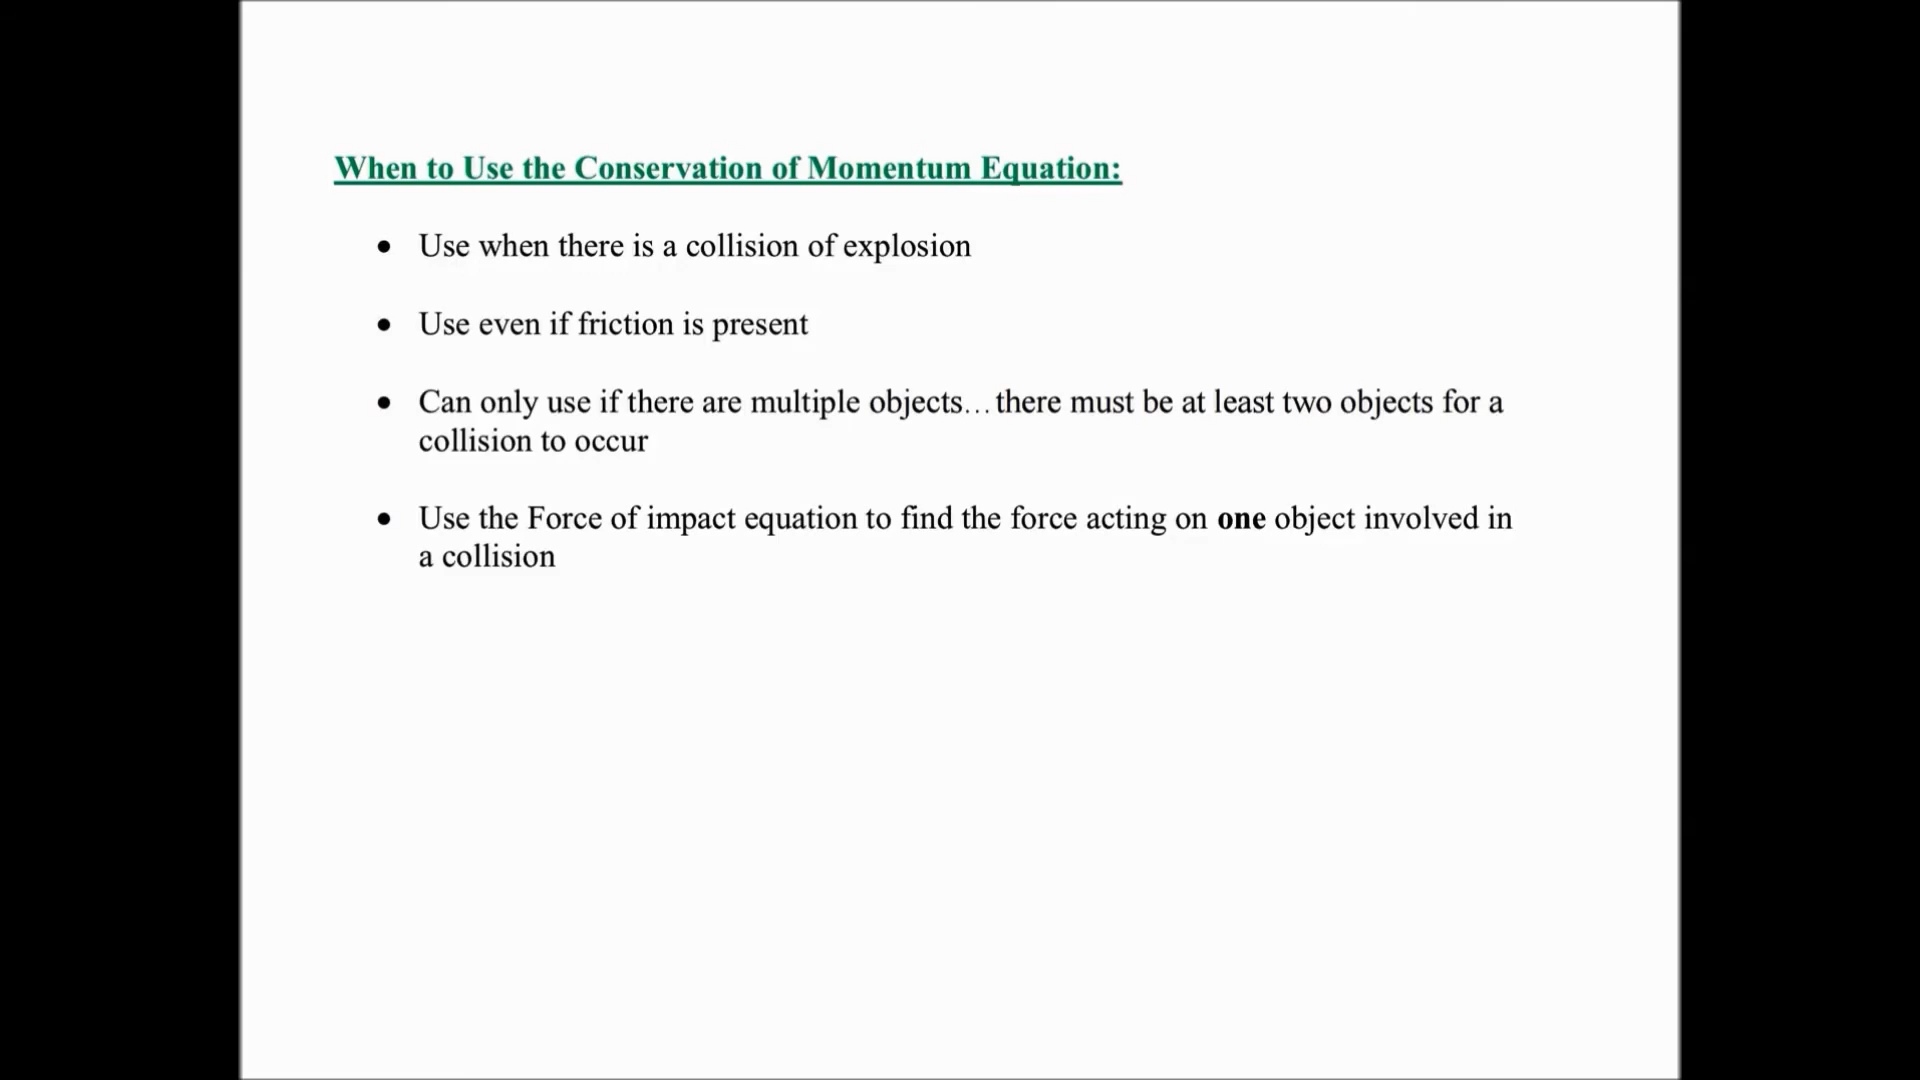 When to Use the Conservation of Momentum Equation:
• Use when there is a collision of explosion
• Use even if friction is present
• Can only use if there are multiple objects…there must be at least two objects for a
collision to occur
• Use the Force of impact equation to find the force acting on one object involved in
a collision